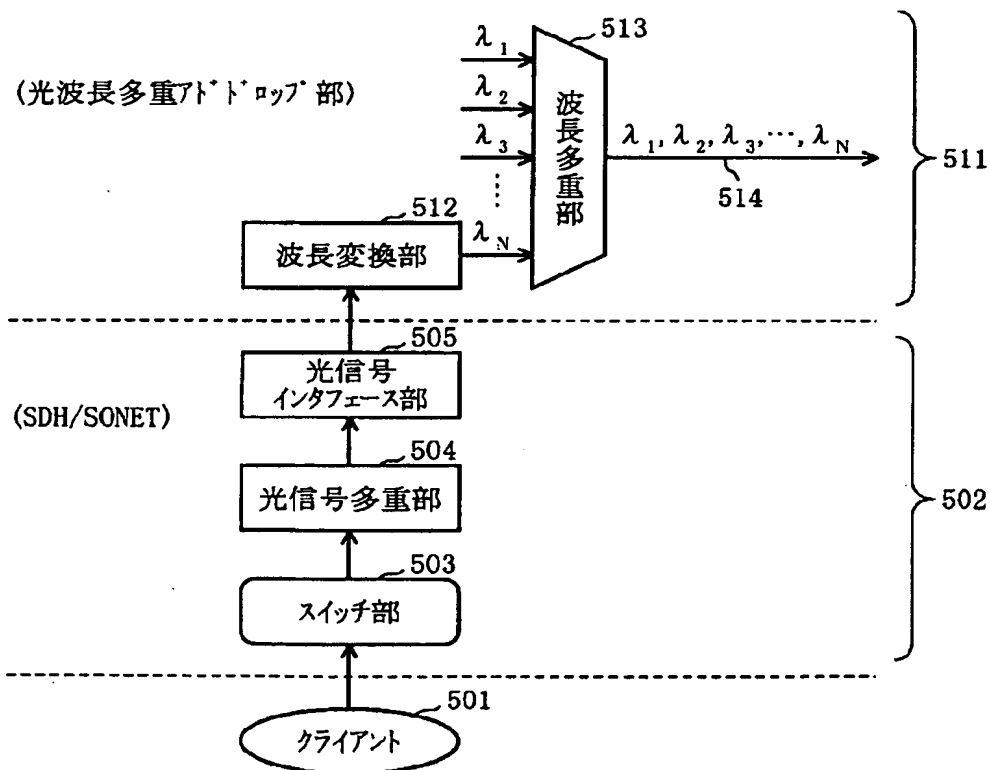 513
λ1
(光波長多重ｱﾄﾞﾄﾞﾛｯﾌﾟ部)
λ2
λ3
波長多重部
λ1, λ2, λ3, …, λN
514
511
512
波長変換部
λN
505
光信号
インタフェース部
(SDH/SONET)
504
光信号多重部
502
503
スイッチ部
501
クライアント